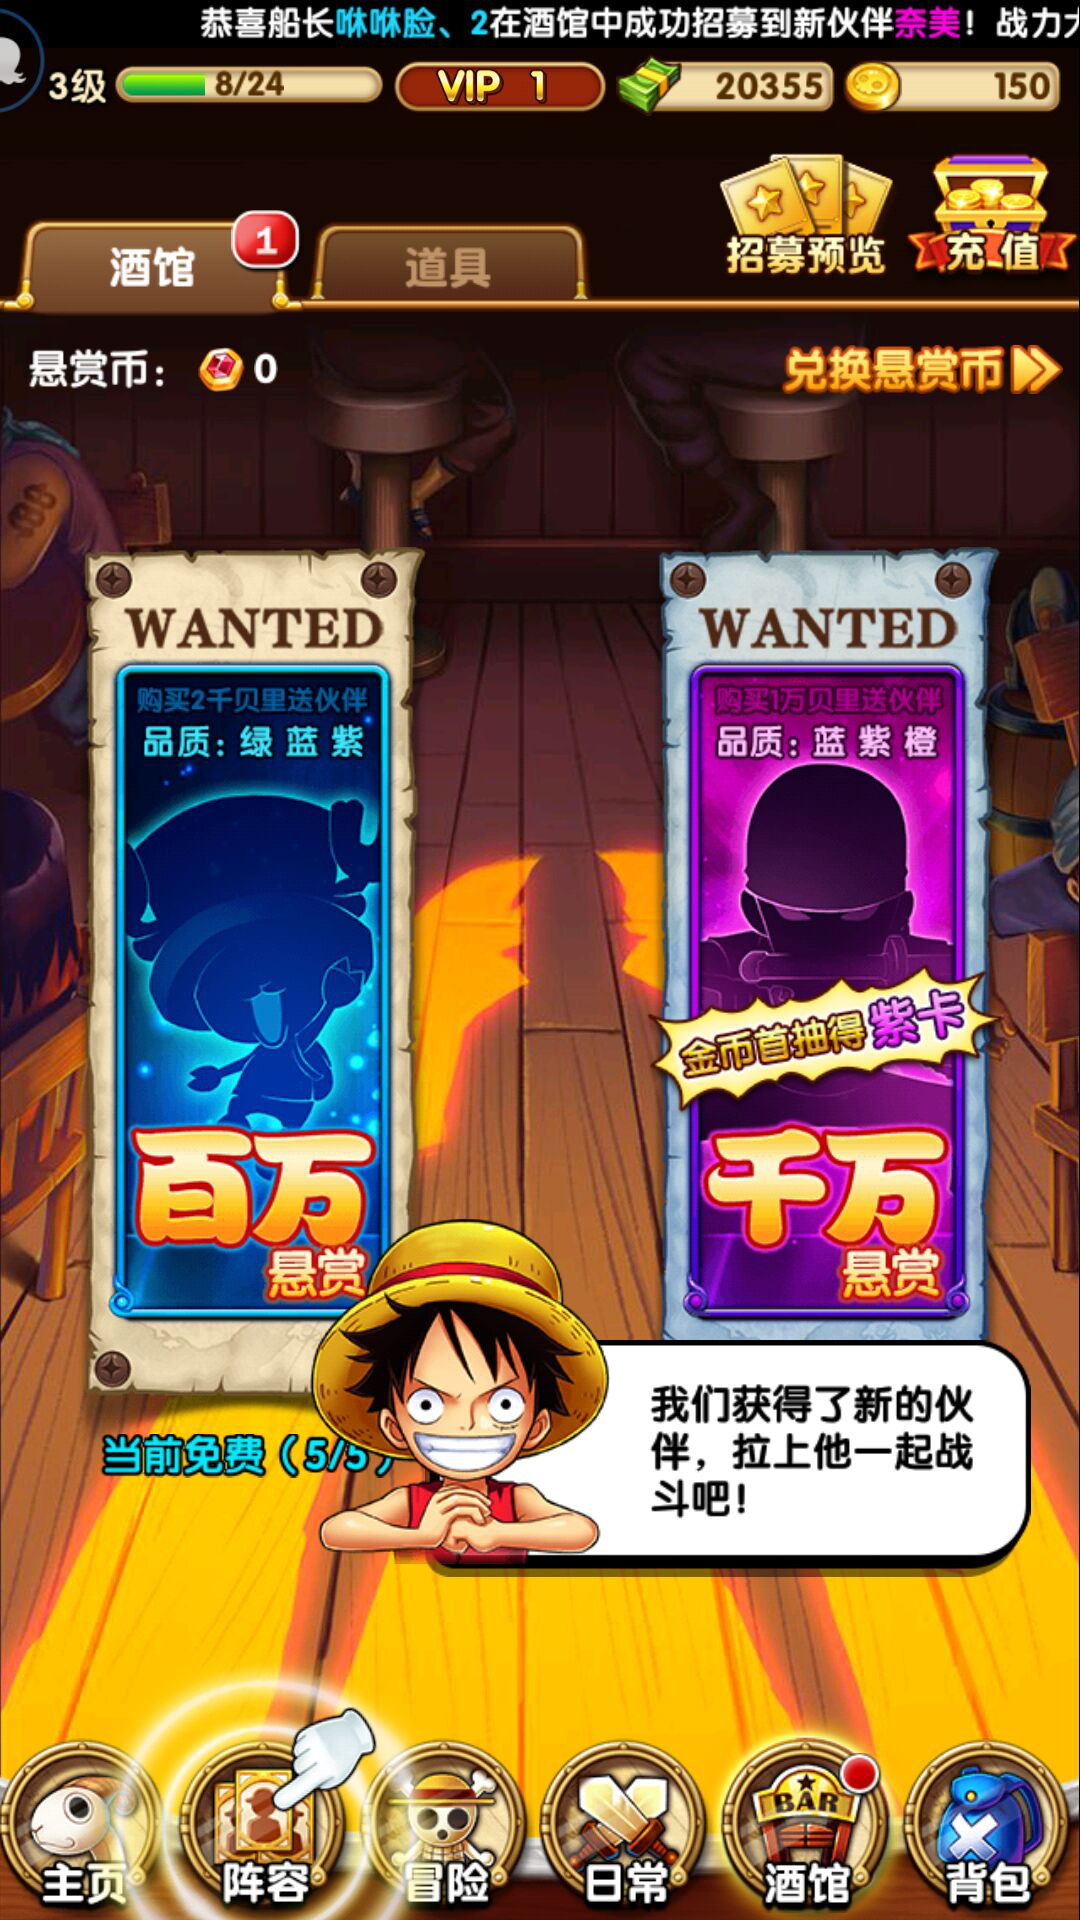 恭喜船长咻咻脸、2在酒馆中成功招募到新伙伴奈美！战力大
3级
8/24
VIP 1
20355
150
招募预览
充值
酒馆
1
道具
悬赏币：
0
兑换悬赏币
WANTED
购买2千贝里送伙伴
品质：绿 蓝 紫
百万
悬赏
当前免费（5/5）
WANTED
购买1万贝里送伙伴
品质：蓝 紫 橙
金币首抽得紫卡
千万
悬赏
我们获得了新的伙
伴，拉上他一起战
斗吧！
BAR
主页
阵容
冒险
日常
酒馆
背包